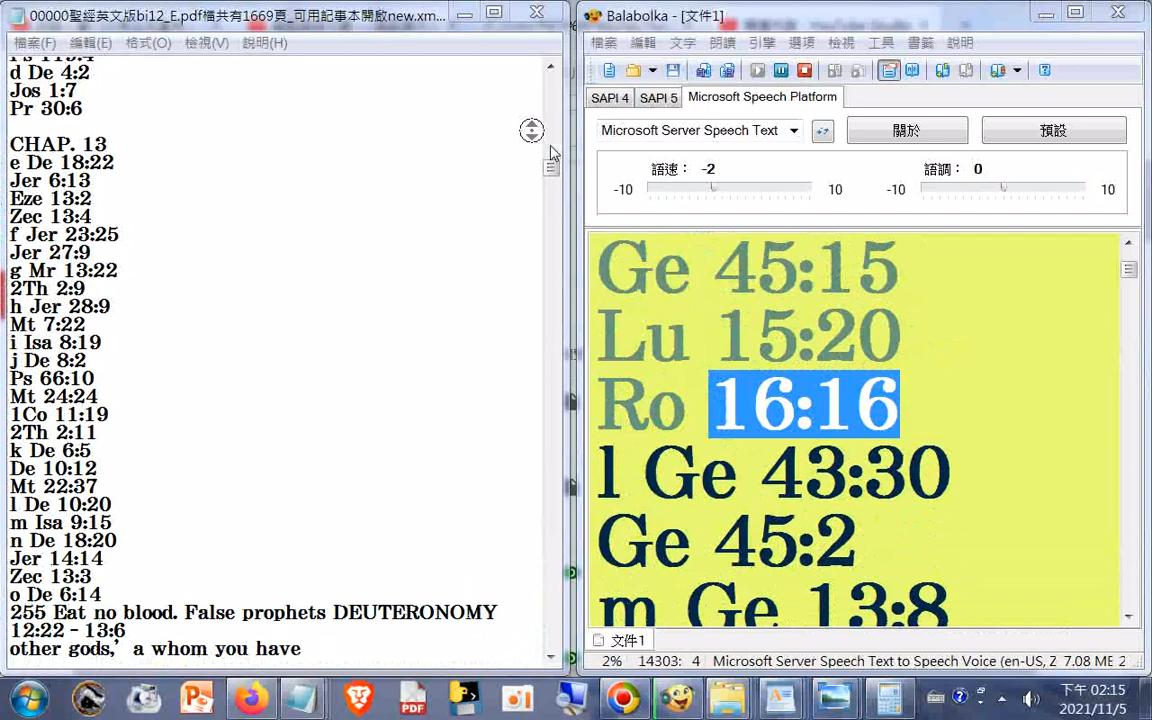 00000聖經英文版bi12_E.pdf檔共有1669頁_可用記事本開啟new.xm...
檔案(F) 編輯(E) 格式(O) 檢視(V) 說明(H)
d De 4:2
Jos 1:7
Pr 30:6
CHAP. 13
e De 18:22
Jer 6:13
Eze 13:2
Zec 13:4
f Jer 23:25
Jer 27:9
g Mr 13:22
2Th 2:9
h Jer 28:9
Mt 7:22
i Isa 8:19
j De 8:2
Ps 66:10
Mt 24:24
1Co 11:19
2Th 2:11
k De 6:5
De 10:12
Mt 22:37
l De 10:20
m Isa 9:15
n De 18:20
Jer 14:14
Zec 13:3
o De 6:14
255 Eat no blood. False prophets DEUTERONOMY
12:22 - 13:6
other gods,’ a whom you have
Balabolka - [文件1]
檔案 編輯 文字 朗讀 引擎 選項 檢視 工具 書籤 說明
SAPI 4 SAPI 5 Microsoft Speech Platform
Microsoft Server Speech Text 關於 預設
語速： -2 語調： 0
-10 10 -10 10
Ge 45:15
Lu 15:20
Ro 16:16
l Ge 43:30
Ge 45:2
m Ge 13:8
文件1
2% 14303: 4 Microsoft Server Speech Text to Speech Voice (en-US, Z 7.08 MB 2
PDF
下午 02:15
2021/11/5